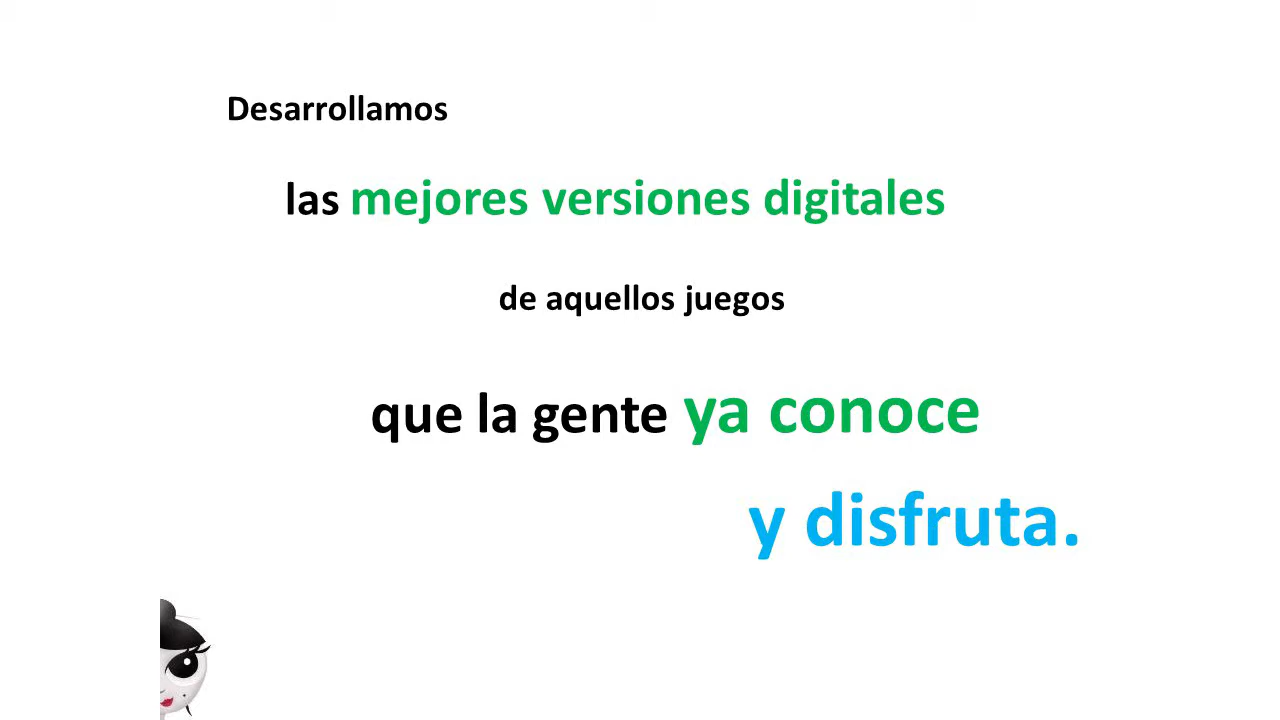 Desarrollamos
las mejores versiones digitales
de aquellos juegos
que la gente ya conoce
y disfruta.